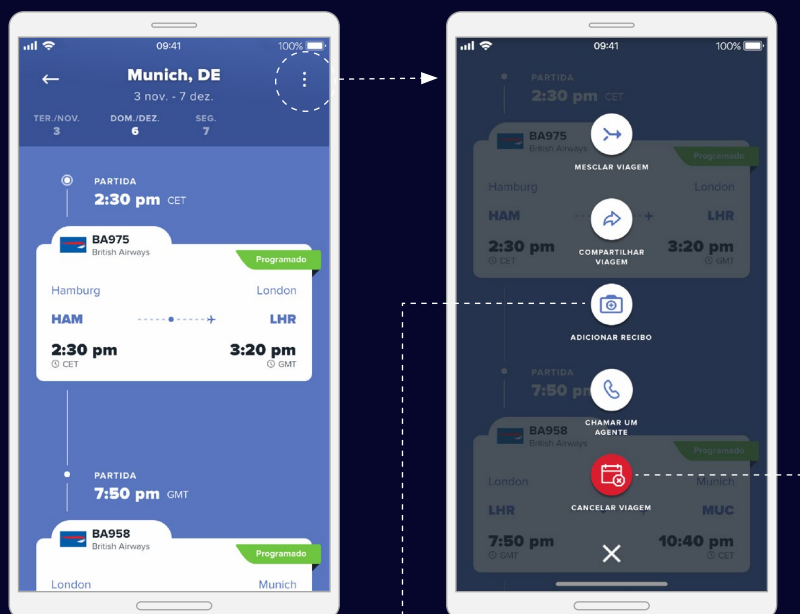 09:41
100%
Munich, DE
3 nov. - 7 dez.
TER./NOV. DOM./DEZ. SEG.
3 6 7
PARTIDA
2:30 pm CET
BA975
British Airways
Programado
Hamburg London
HAM LHR
2:30 pm 3:20 pm
CET GMT
PARTIDA
7:50 pm GMT
BA958
British Airways
Programado
London Munich
09:41
100%
PARTIDA
2:30 pm CET
BA975
British Airways
MESCLAR VIAGEM
Programado
Hamburg London
HAM LHR
2:30 pm 3:20 pm
CET GMT
COMPARTILHAR
VIAGEM
ADICIONAR RECIBO
PARTIDA
7:50 pm
CHAMAR UM
AGENTE
BA958
British Airways
Programado
London Munich
LHR MUC
CANCELAR VIAGEM
7:50 pm 10:40 pm
GMT CET